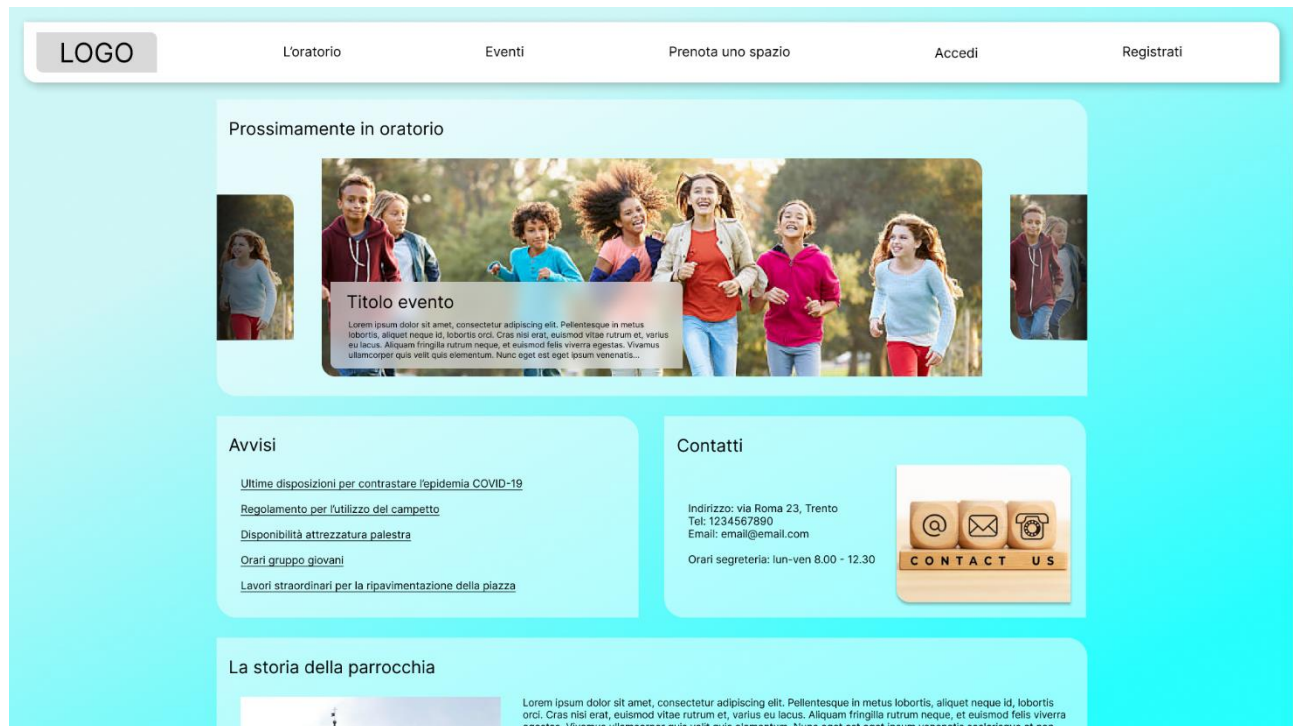 LOGO
L'oratorio
Eventi
Prenota uno spazio
Accedi
Registrati
Prossimamente in oratorio
Titolo evento
Lorem ipsum dolor sit amet, consectetur adipiscing elit. Pellentesque in metus
lobortis, aliquet neque id, lobortis orci. Cras nisi erat, euismod vitae rutrum et, varius
eu lacus. Aliquam fringilla rutrum neque, et euismod felis viverra egestas. Vivamus
ullamcorper quis velit quis elementum. Nunc eget est eget ipsum venenatis...
Avvisi
Ultime disposizioni per contrastare l'epidemia COVID-19
Regolamento per l'utilizzo del campetto
Disponibilità attrezzatura palestra
Orari gruppo giovani
Lavori straordinari per la ripavimentazione della piazza
Contatti
Indirizzo: via Roma 23, Trento
Tel: 1234567890
Email: email@email.com
Orari segreteria: lun-ven 8.00 - 12.30
@
CONTACT US
La storia della parrocchia
Lorem ipsum dolor sit amet, consectetur adipiscing elit. Pellentesque in metus lobortis, aliquet neque id, lobortis
orci. Cras nisi erat, euismod vitae rutrum et, varius eu lacus. Aliquam fringilla rutrum neque, et euismod felis viverra